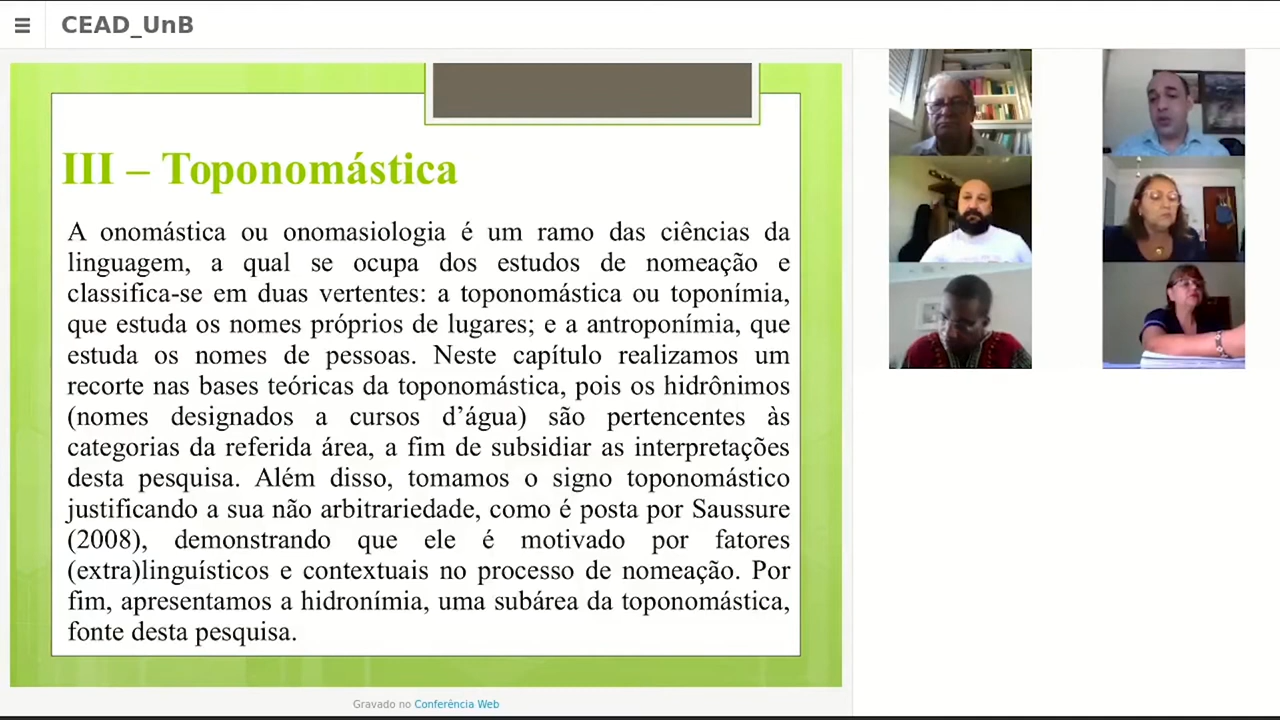 CEAD_UnB
III – Toponomástica
A onomástica ou onomasiologia é um ramo das ciências da
linguagem, a qual se ocupa dos estudos de nomeação e
classifica-se em duas vertentes: a toponomástica ou toponímia,
que estuda os nomes próprios de lugares; e a antroponímia, que
estuda os nomes de pessoas. Neste capítulo realizamos um
recorte nas bases teóricas da toponomástica, pois os hidrônimos
(nomes designados a cursos d’água) são pertencentes às
categorias da referida área, a fim de subsidiar as interpretações
desta pesquisa. Além disso, tomamos o signo toponomástico
justificando a sua não arbitrariedade, como é posta por Saussure
(2008), demonstrando que ele é motivado por fatores
(extra)linguísticos e contextuais no processo de nomeação. Por
fim, apresentamos a hidronímia, uma subárea da toponomástica,
fonte desta pesquisa.
Gravado no Conferência Web